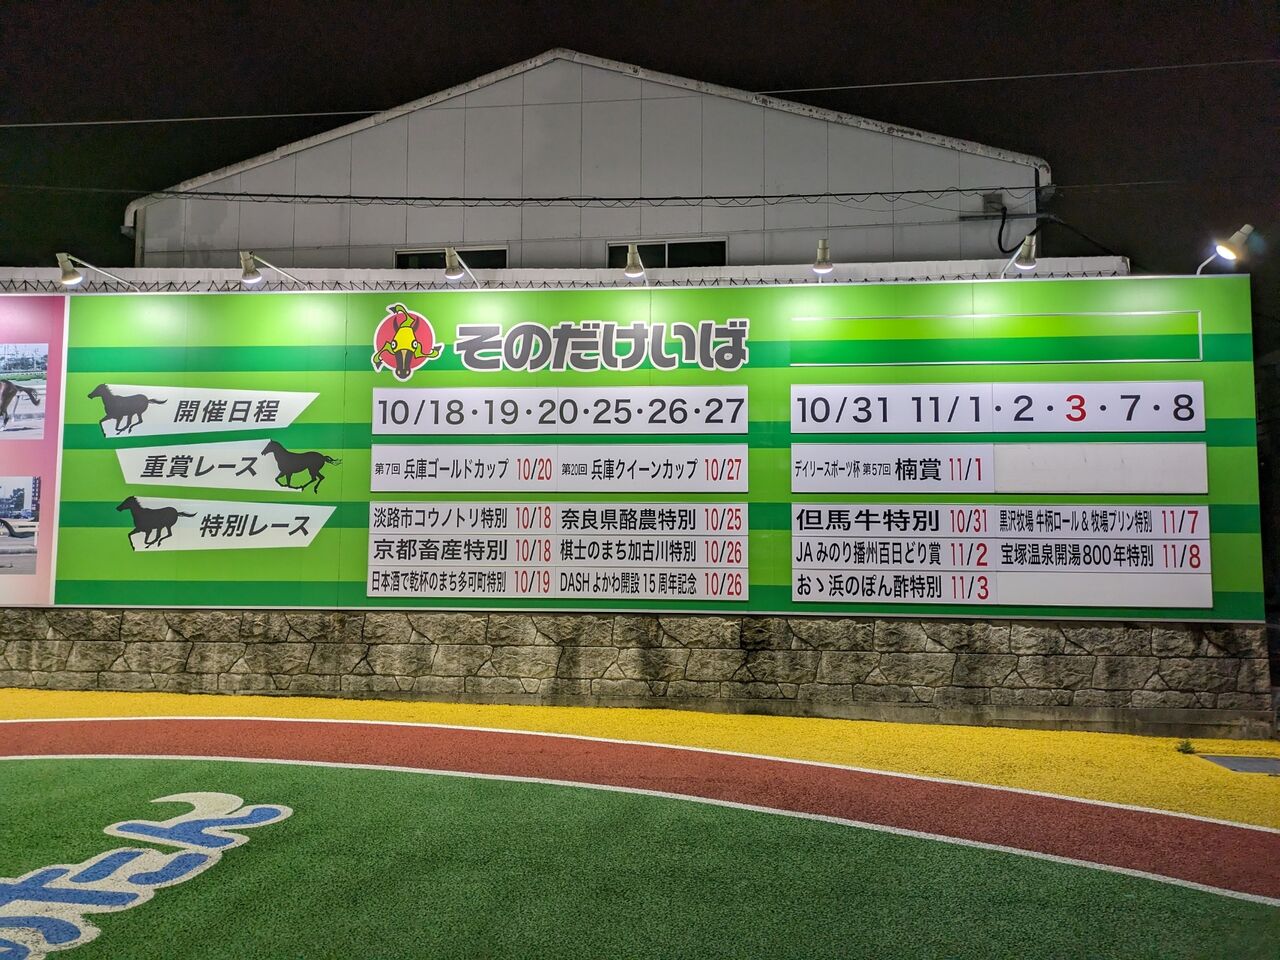 そのだけいば
開催日程
10/18・19・20・25・26・27
10/31 11/1・2・3・7・8
重賞レース
第7回 兵庫ゴールドカップ 10/20
第20回 兵庫クイーンカップ 10/27
デイリースポーツ杯 第57回 楠賞 11/1
特別レース
淡路市コウノトリ特別 10/18
奈良県酪農特別 10/25
京都畜産特別 10/18
棋士のまち加古川特別 10/26
日本酒で乾杯のまち多可町特別 10/19
DASHよかわ開設15周年記念 10/26
但馬牛特別 10/31
黒沢牧場 牛柄ロール&牧場プリン特別 11/7
JAみのり播州百日どり賞 11/2
宝塚温泉開湯800年特別 11/8
おゝ浜のぽん酢特別 11/3